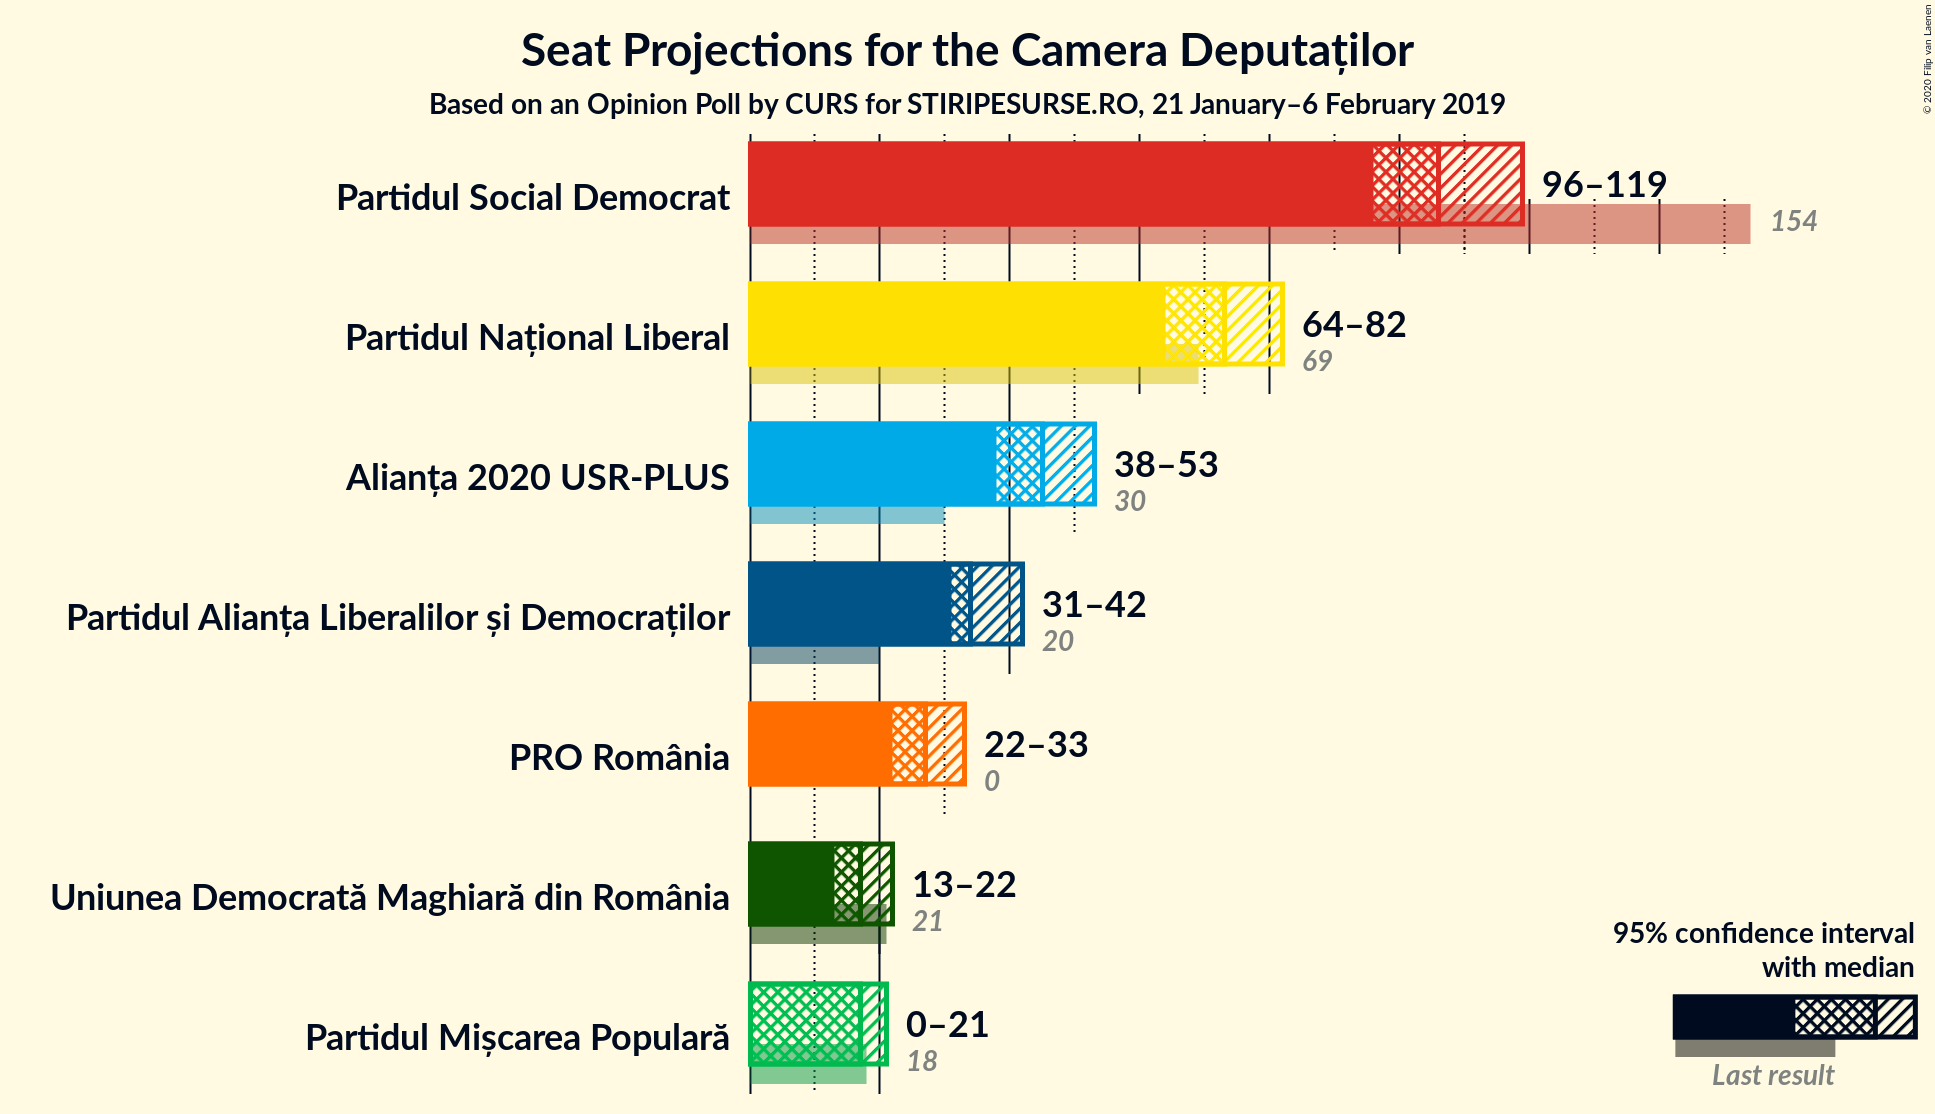 Seat Projections for the Camera Deputaților
Based on an Opinion Poll by CURS for STIRIPESURSE.RO, 21 January–6 February 2019
© 2020 Filip van Laenen
Partidul Social Democrat
96–119
154
Partidul Național Liberal
64–82
69
Alianța 2020 USR-PLUS
38–53
30
Partidul Alianța Liberalilor și Democraților
31–42
20
PRO România
22–33
0
Uniunea Democrată Maghiară din România
13–22
21
Partidul Mișcarea Populară
0–21
18
95% confidence interval
with median
Last result